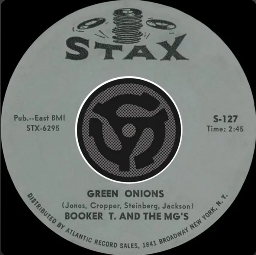 STAX
Pub.--East BMI
STX-6295
S-127
Time: 2:45
GREEN ONIONS
(Jones, Cropper, Steinberg, Jackson)
BOOKER T. AND THE MG'S
DISTRIBUTED BY ATLANTIC RECORD SALES, 1841 BROADWAY NEW YORK, N. Y.